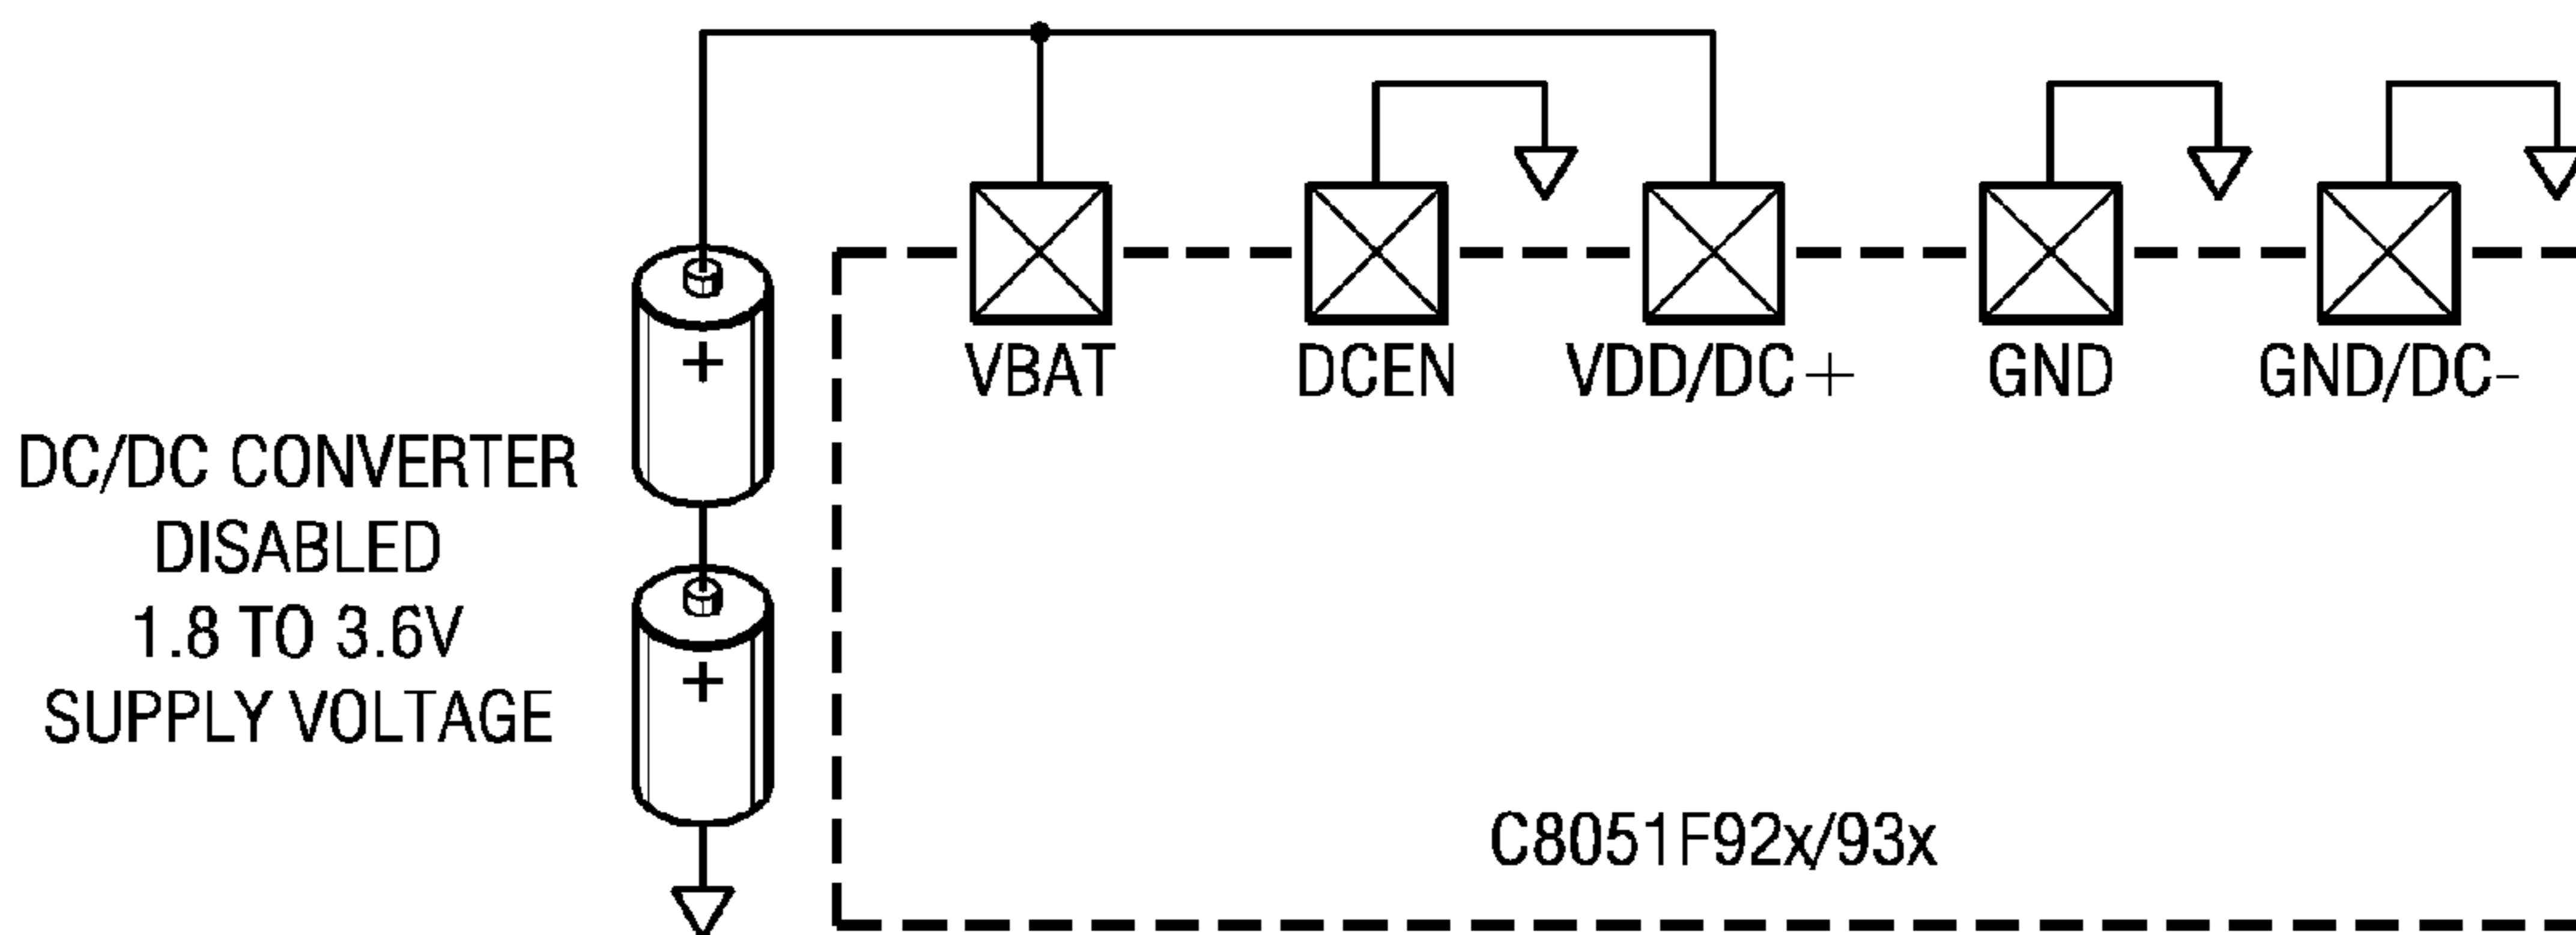 VBAT
DCEN
VDD/DC+
GND
GND/DC-
+
DC/DC CONVERTER
DISABLED
1.8 TO 3.6V
SUPPLY VOLTAGE
+
C8051F92x/93x